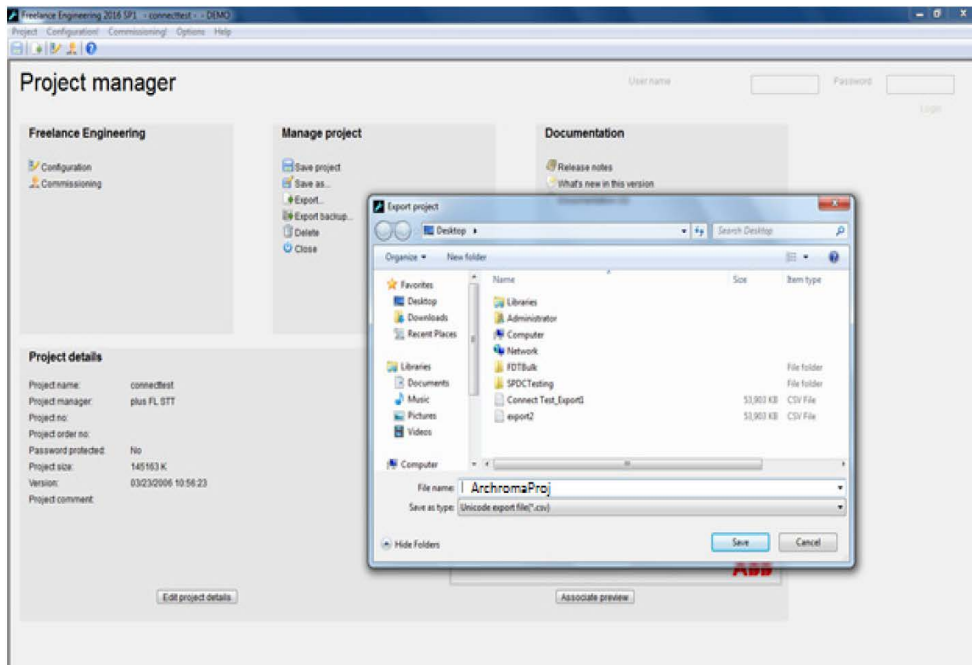 Freelance Engineering 2016 SP1 - connecttest - - DEMO
Project Configuration! Commissioning! Options Help
Project manager
User name Password
Login
Freelance Engineering
Configuration
Commissioning
Manage project
Save project
Save as...
Export...
Export backup...
Delete
Close
Documentation
Release notes
What's new in this version
Project details
Project name: connecttest
Project manager: plus FL STT
Project no:
Project order no:
Password protected: No
Project size: 145163 K
Version: 03/23/2006 10:56:23
Project comment:
Edit project details
Associate preview
ABB
Export project
Desktop
Search Desktop
Organize New folder
Favorites
Desktop
Downloads
Recent Places
Libraries
Documents
Music
Pictures
Videos
Computer
Name Size Item type
Libraries
Administrator
Computer
Network
FDTBulk File folder
SPDCTesting File folder
Connect Test_Export1 53,903 KB CSV File
export2 53,903 KB CSV File
File name: ArchromaProj
Save as type: Unicode export file(*.csv)
Hide Folders
Save Cancel